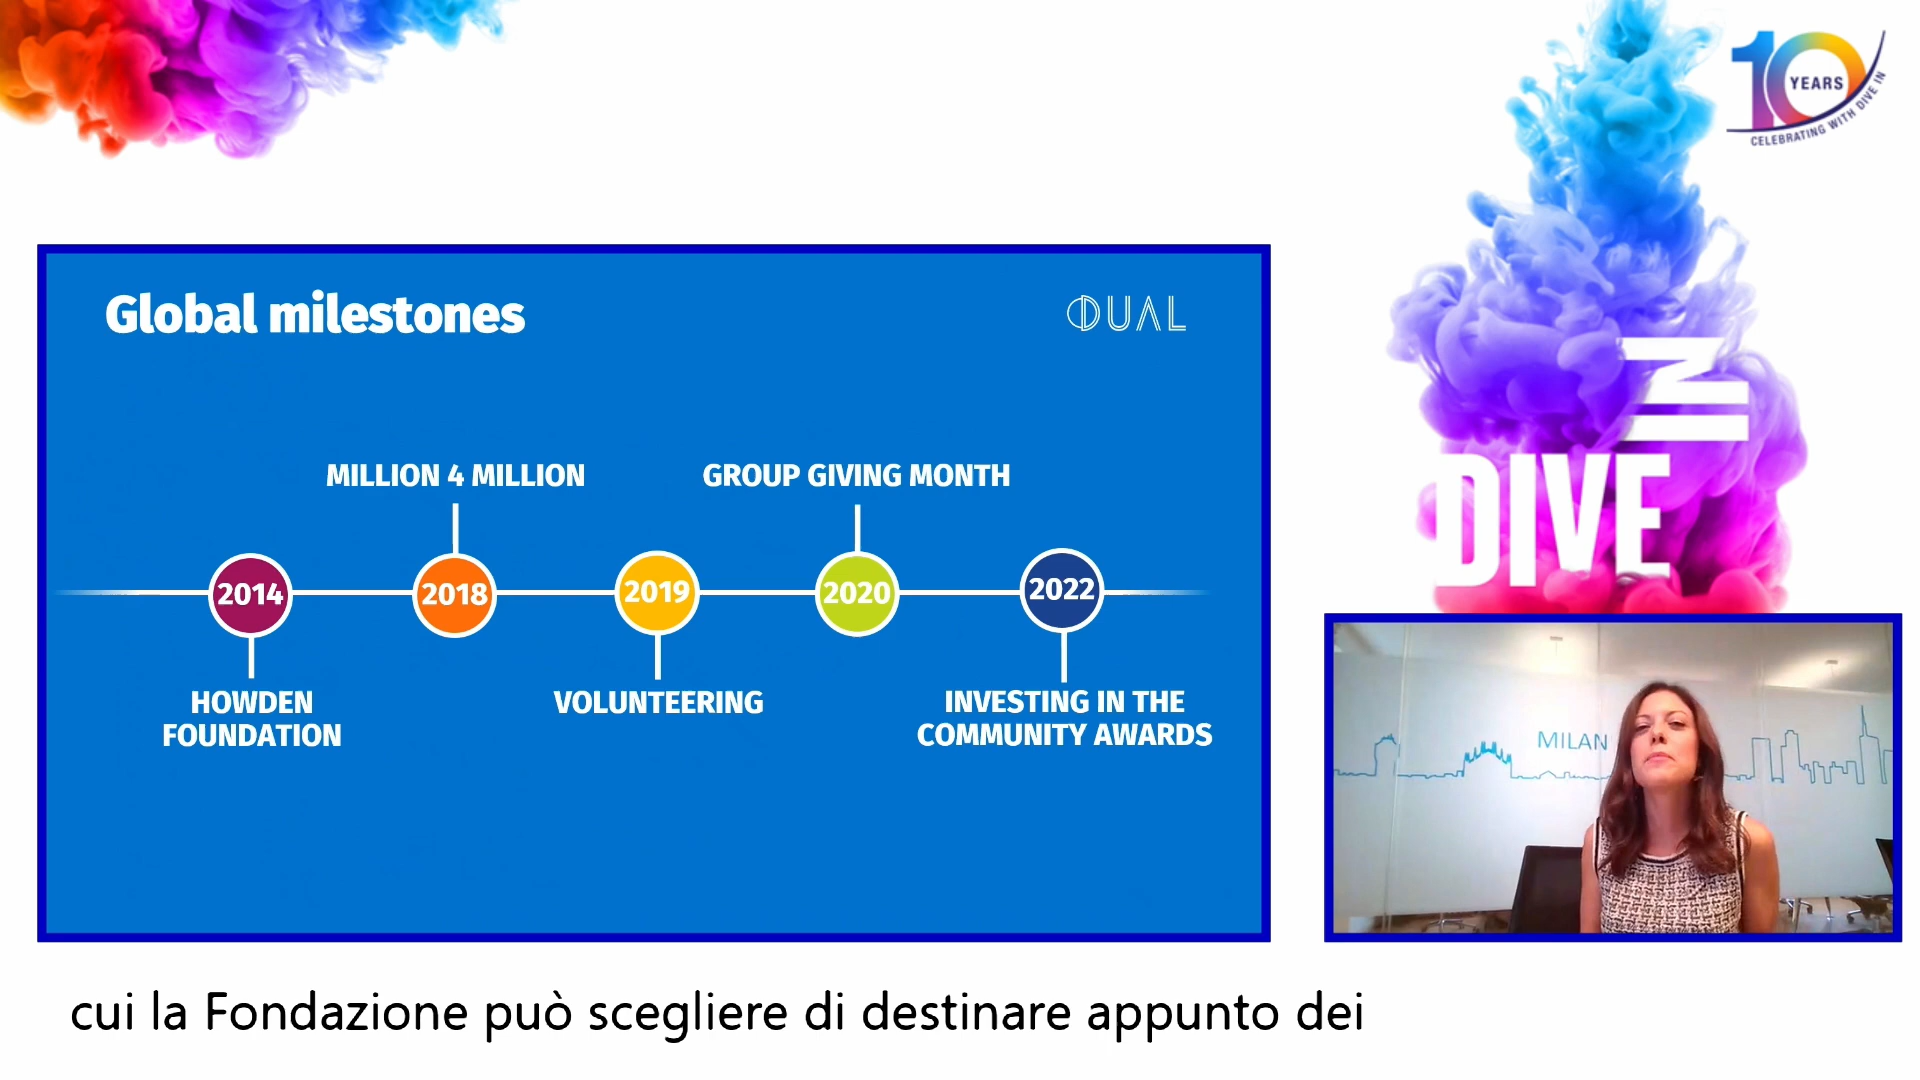 10
YEARS
CELEBRATING WITH DIVE IN
Global milestones
DUAL
MILLION 4 MILLION
GROUP GIVING MONTH
2014
2018
2019
2020
2022
HOWDEN
FOUNDATION
VOLUNTEERING
INVESTING IN THE
COMMUNITY AWARDS
DIVE IN
MILAN
cui la Fondazione può scegliere di destinare appunto dei